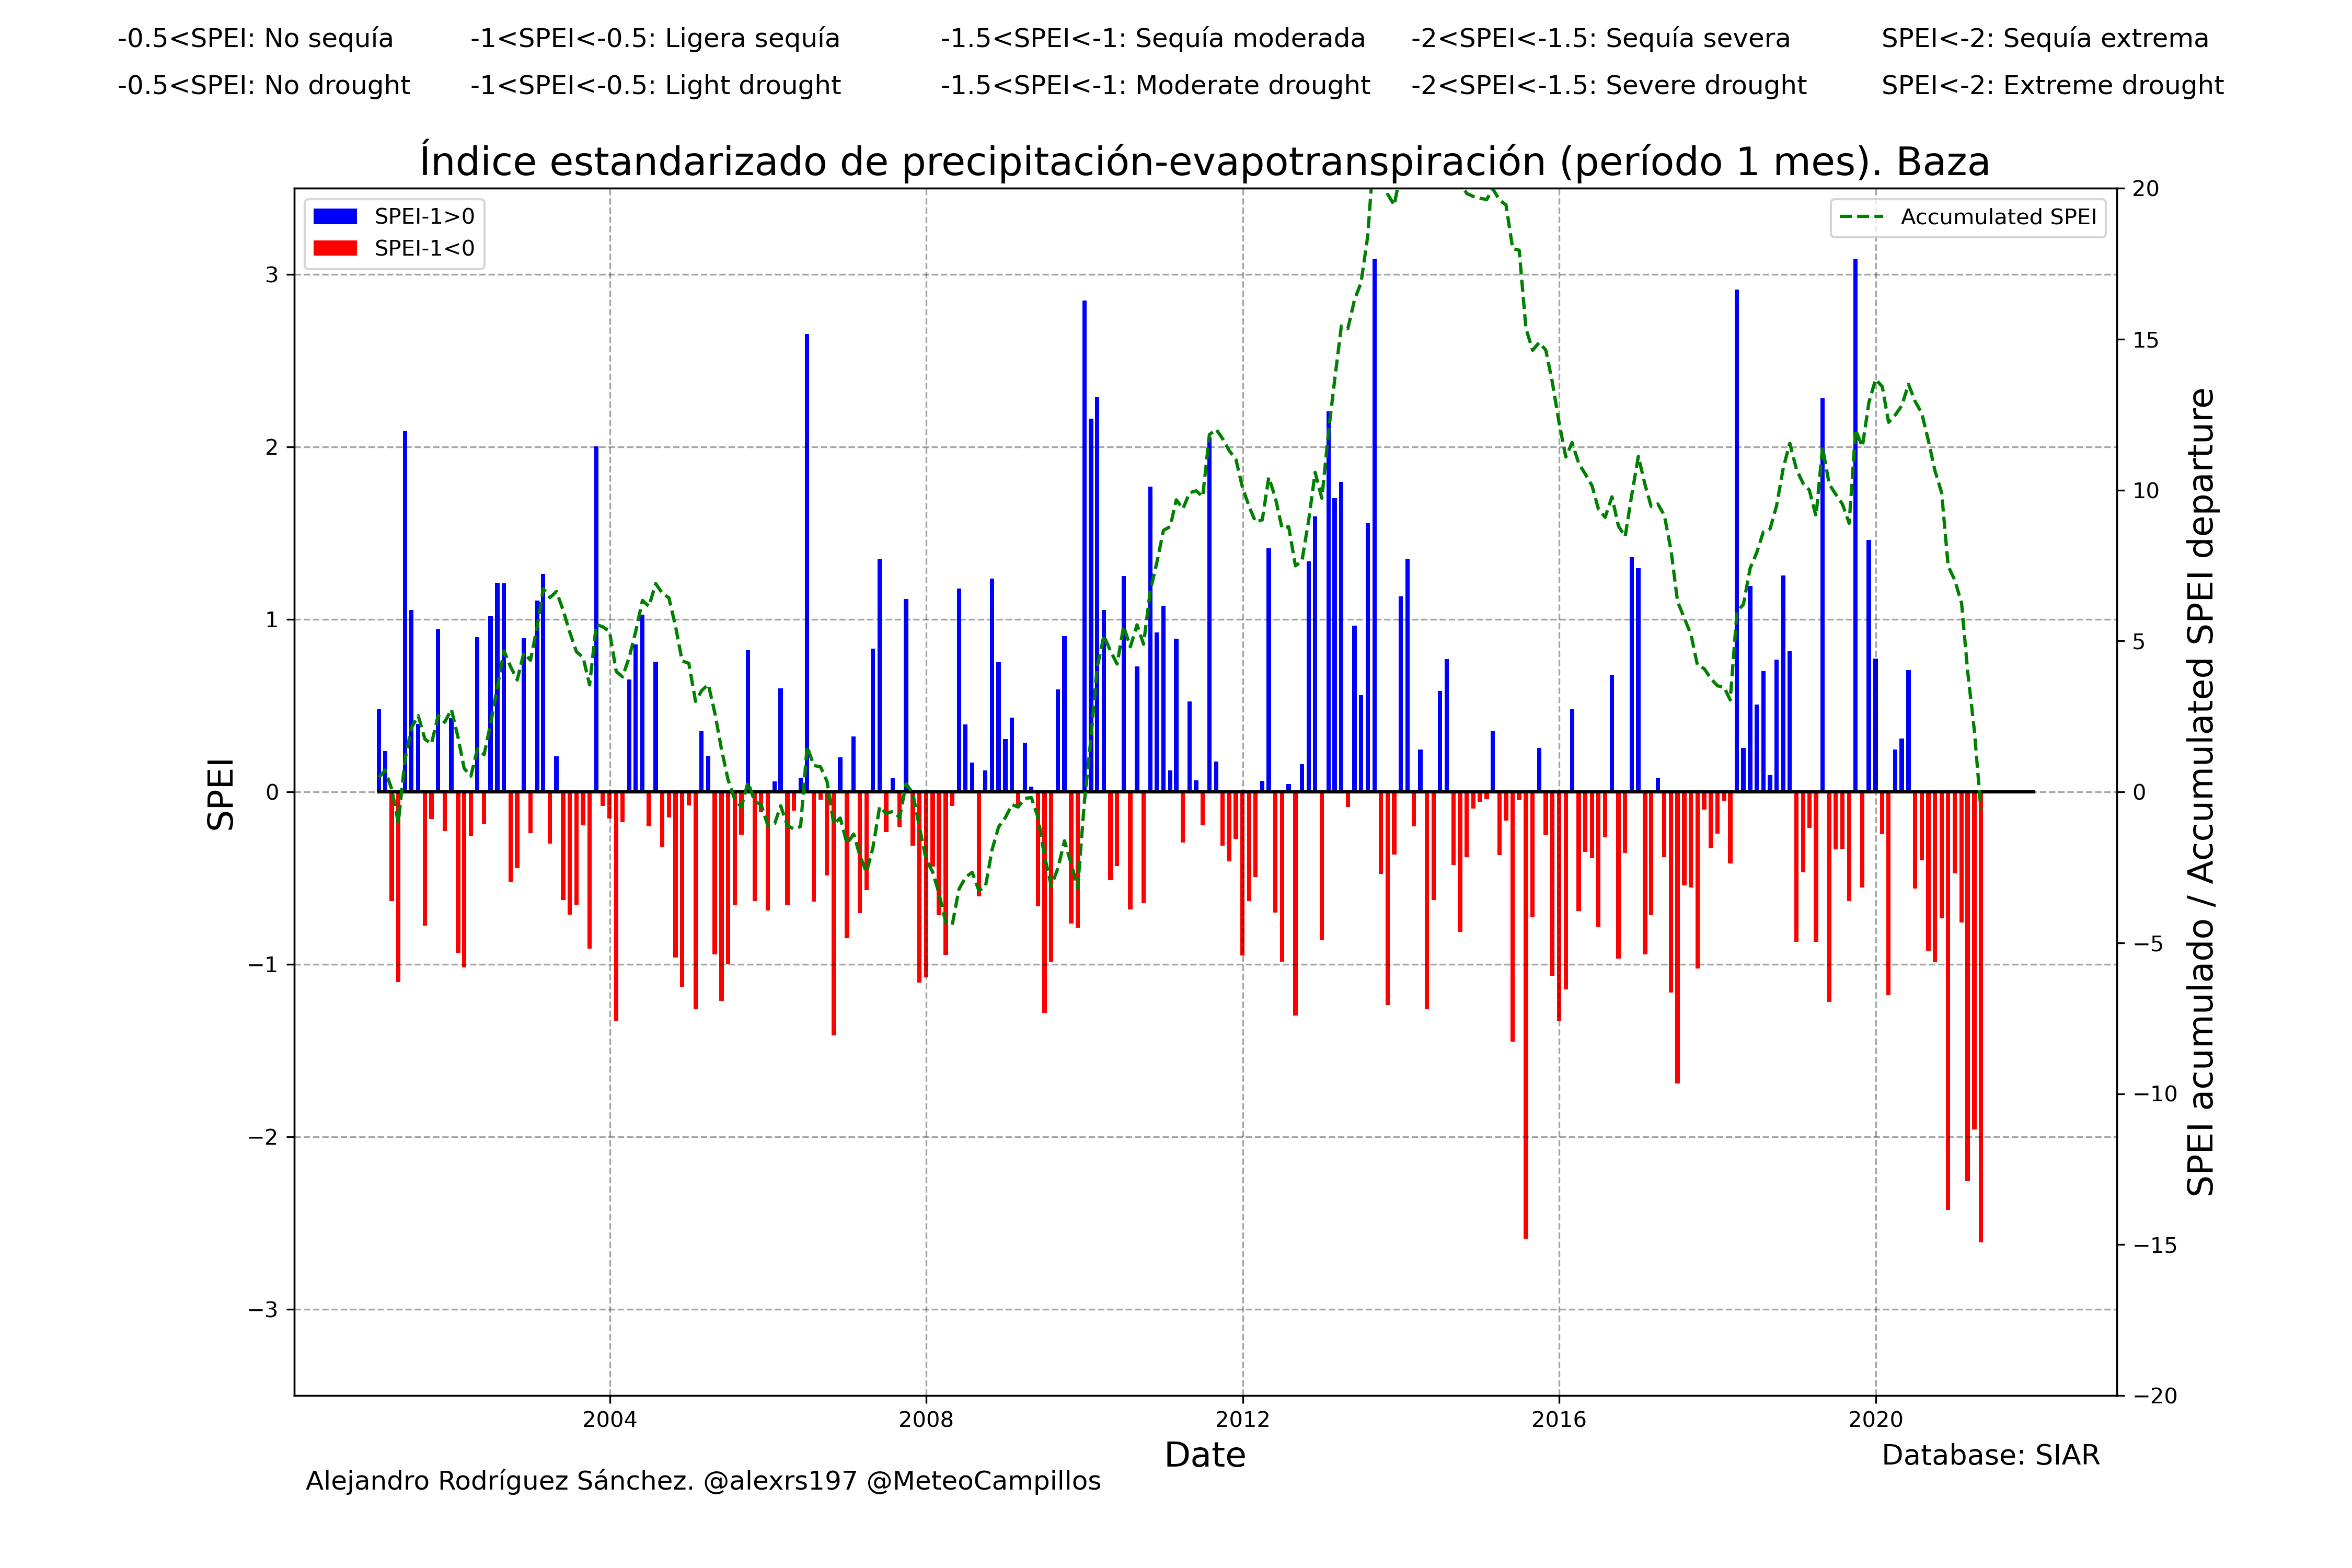 -0.5<SPEI: No sequía -1<SPEI<-0.5: Ligera sequía -1.5<SPEI<-1: Sequía moderada -2<SPEI<-1.5: Sequía severa SPEI<-2: Sequía extrema
-0.5<SPEI: No drought -1<SPEI<-0.5: Light drought -1.5<SPEI<-1: Moderate drought -2<SPEI<-1.5: Severe drought SPEI<-2: Extreme drought
Índice estandarizado de precipitación-evapotranspiración (período 1 mes). Baza
SPEI-1>0
SPEI-1<0
Accumulated SPEI
SPEI
3
2
1
0
−1
−2
−3
20
15
10
5
0
−5
−10
−15
−20
SPEI acumulado / Accumulated SPEI departure
2004 2008 2012 2016 2020
Date
Database: SIAR
Alejandro Rodríguez Sánchez. @alexrs197 @MeteoCampillos